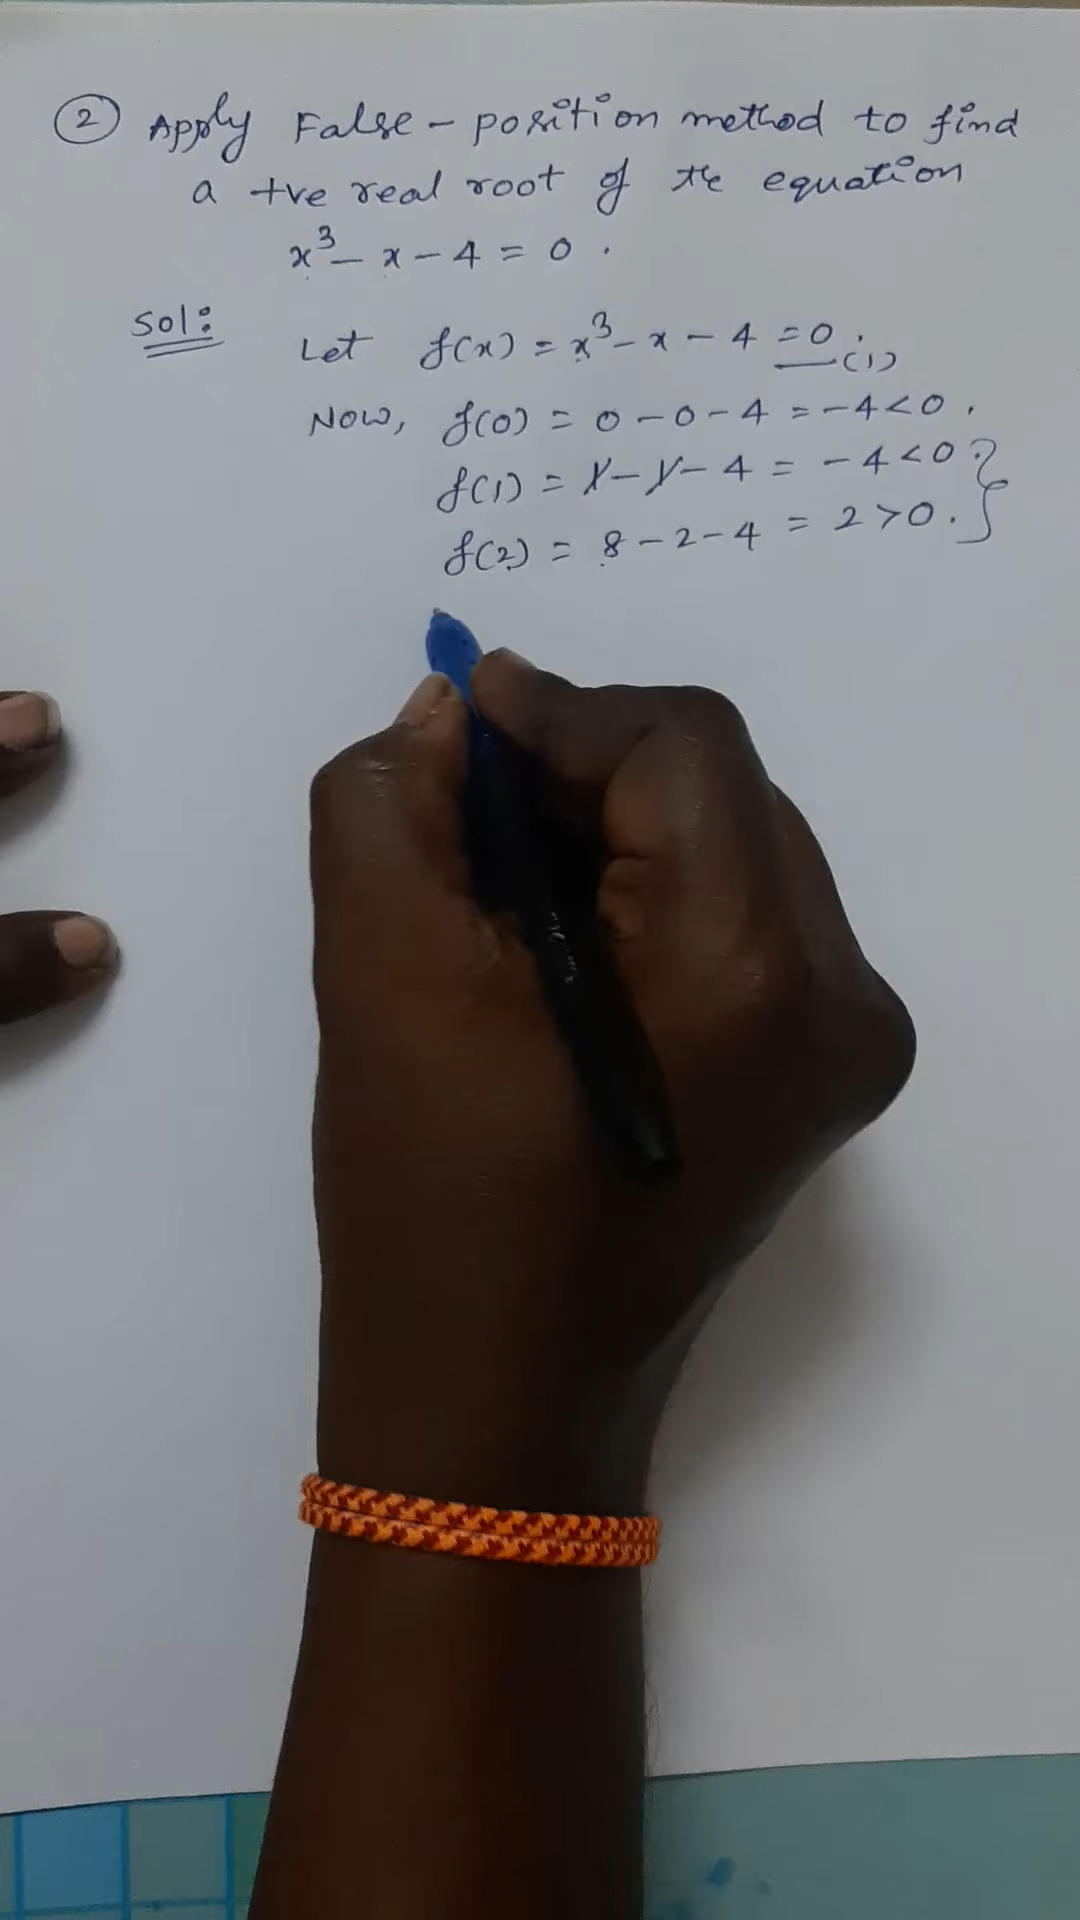 ② Apply False-position method to find
a +ve real root of the equation
x³ - x - 4 = 0 .
Sol: Let f(x) = x³ - x - 4 = 0 . (1)
Now, f(0) = 0 - 0 - 4 = -4 < 0 .
f(1) = 1 - 1 - 4 = -4 < 0 }
f(2) = 8 - 2 - 4 = 2 > 0 . }